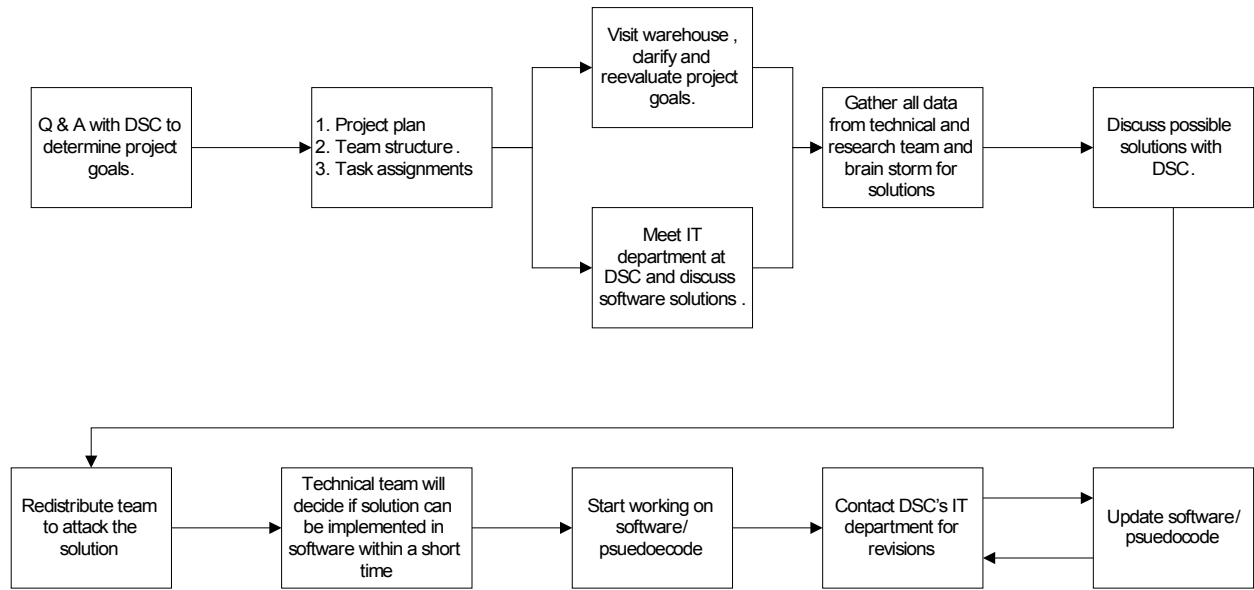 Q & A with DSC to
determine project
goals.
1. Project plan
2. Team structure .
3. Task assignments
Visit warehouse ,
clarify and
reevaluate project
goals.
Meet IT
department at
DSC and discuss
software solutions .
Gather all data
from technical and
research team and
brain storm for
solutions
Discuss possible
solutions with
DSC.
Redistribute team
to attack the
solution
Technical team will
decide if solution can
be implemented in
software within a short
time
Start working on
software/
psuedoecode
Contact DSC's IT
department for
revisions
Update software/
psuedocode